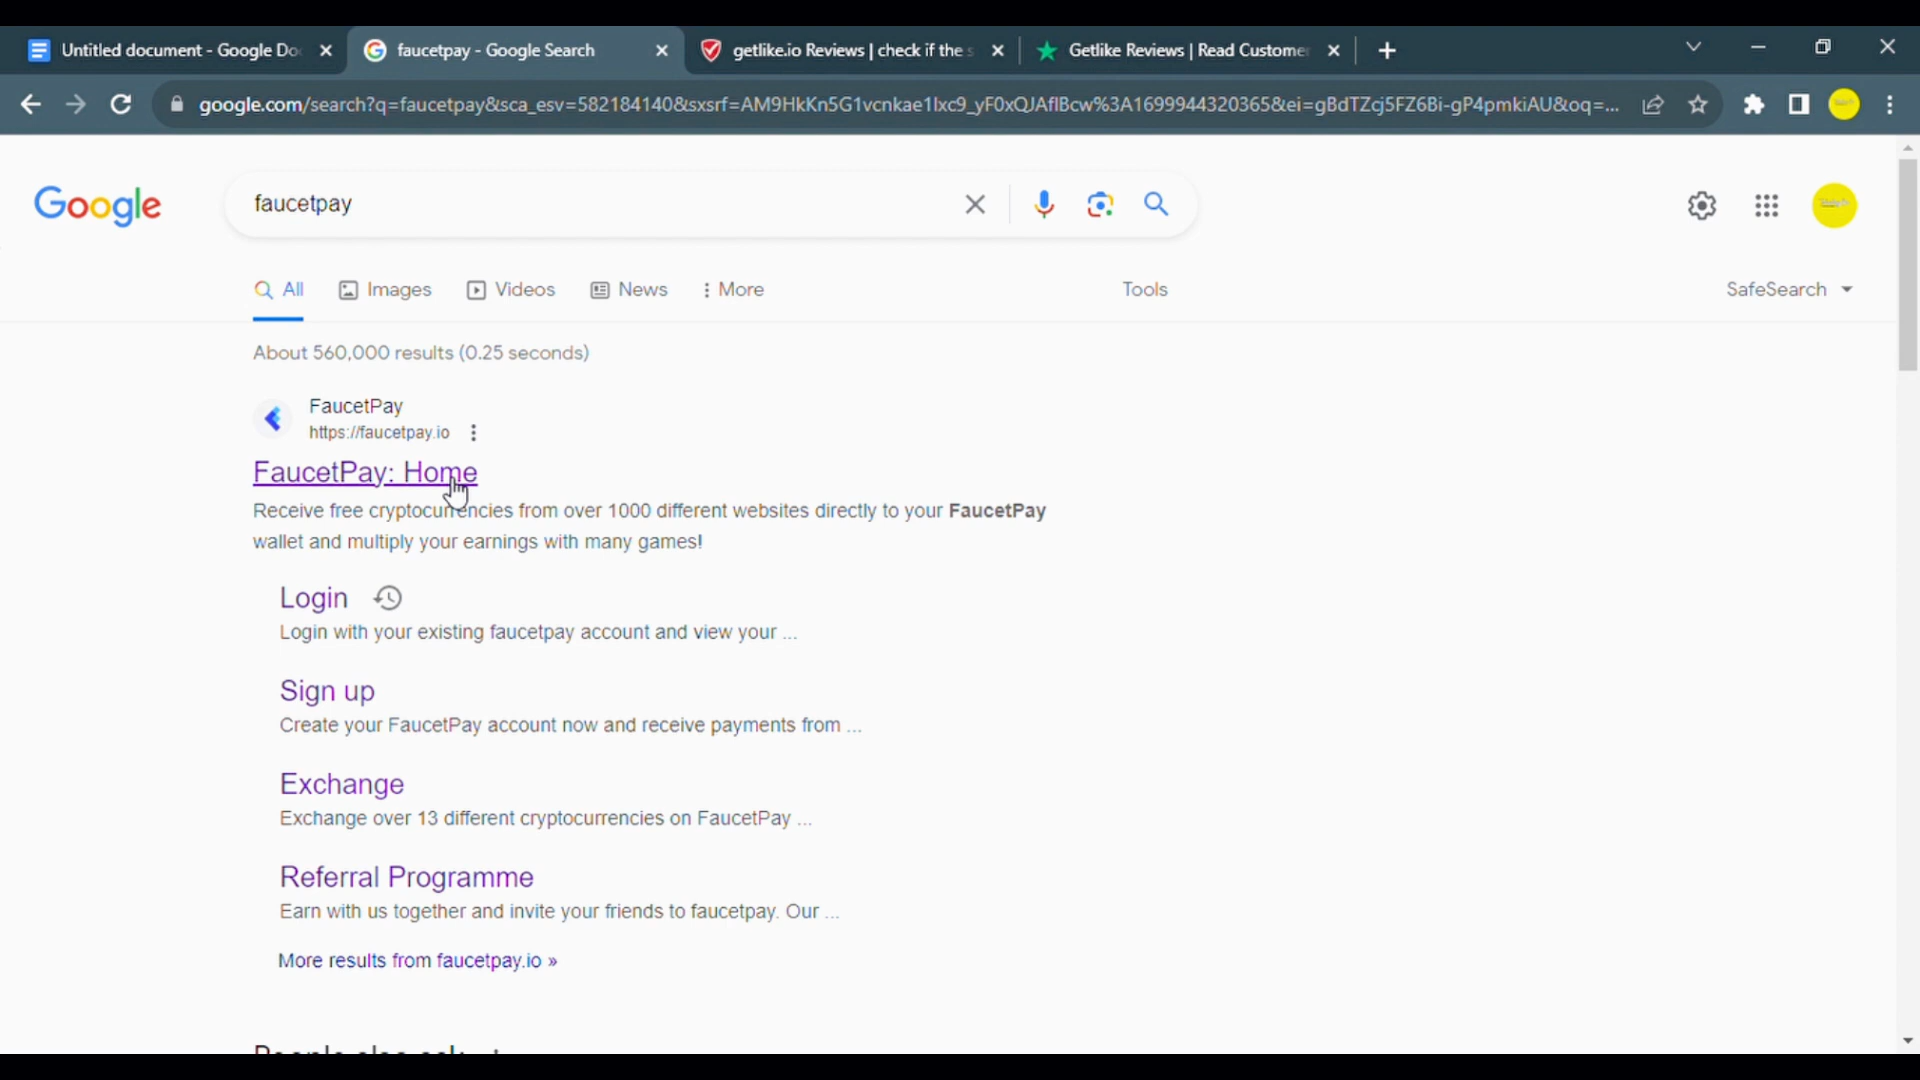 Untitled document - Google Do
faucetpay - Google Search
getlike.io Reviews | check if the s
Getlike Reviews | Read Customer
google.com/search?q=faucetpay&sca_esv=582184140&sxsrf=AM9HkKn5G1vcnkae1lxc9_yF0xQJAflBcw%3A1699944320365&ei=gBdTZcj5FZ6Bi-gP4pmkiAU&oq=...
Google
faucetpay
All
Images
Videos
News
More
Tools
SafeSearch
About 560,000 results (0.25 seconds)
FaucetPay
https://faucetpay.io
FaucetPay: Home
Receive free cryptocurrencies from over 1000 different websites directly to your FaucetPay
wallet and multiply your earnings with many games!
Login
Login with your existing faucetpay account and view your ...
Sign up
Create your FaucetPay account now and receive payments from ...
Exchange
Exchange over 13 different cryptocurrencies on FaucetPay ...
Referral Programme
Earn with us together and invite your friends to faucetpay. Our ...
More results from faucetpay.io »
People also ask